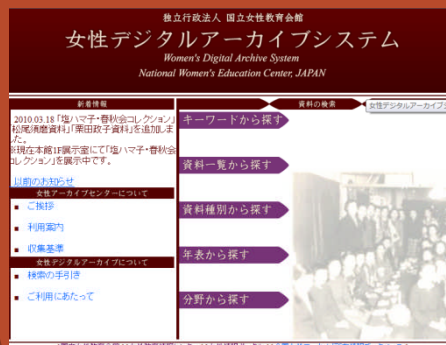 独立行政法人 国立女性教育会館
女性デジタルアーカイブシステム
Women's Digital Archive System
National Women's Education Center, JAPAN
新着情報
2010.03.18「塩ハマ子・春秋会コレクション」
「松尾須磨資料」「栗田政子資料」を追加しま
した。
※現在本館1F展示室にて「塩ハマ子・春秋会
コレクション」を展示中です。
以前のお知らせ
女性アーカイブセンターについて
ご挨拶
利用案内
収集基準
女性デジタルアーカイブについて
検索の手引き
ご利用にあたって
資料の検索
女性デジタルアーカイブシ
キーワードから探す
資料一覧から探す
資料種別から探す
年表から探す
分野から探す